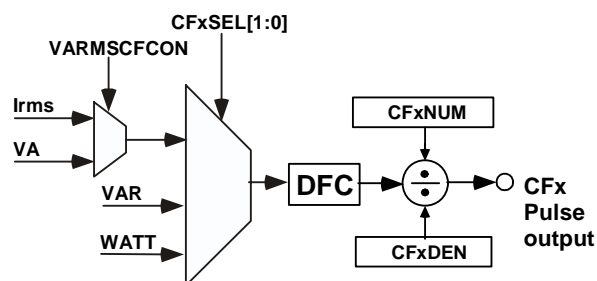 CFxSEL[1:0]
VARMSCFCON
Irms
VA
VAR
WATT
DFC
CFxNUM
÷
CFxDEN
CFx
Pulse
output